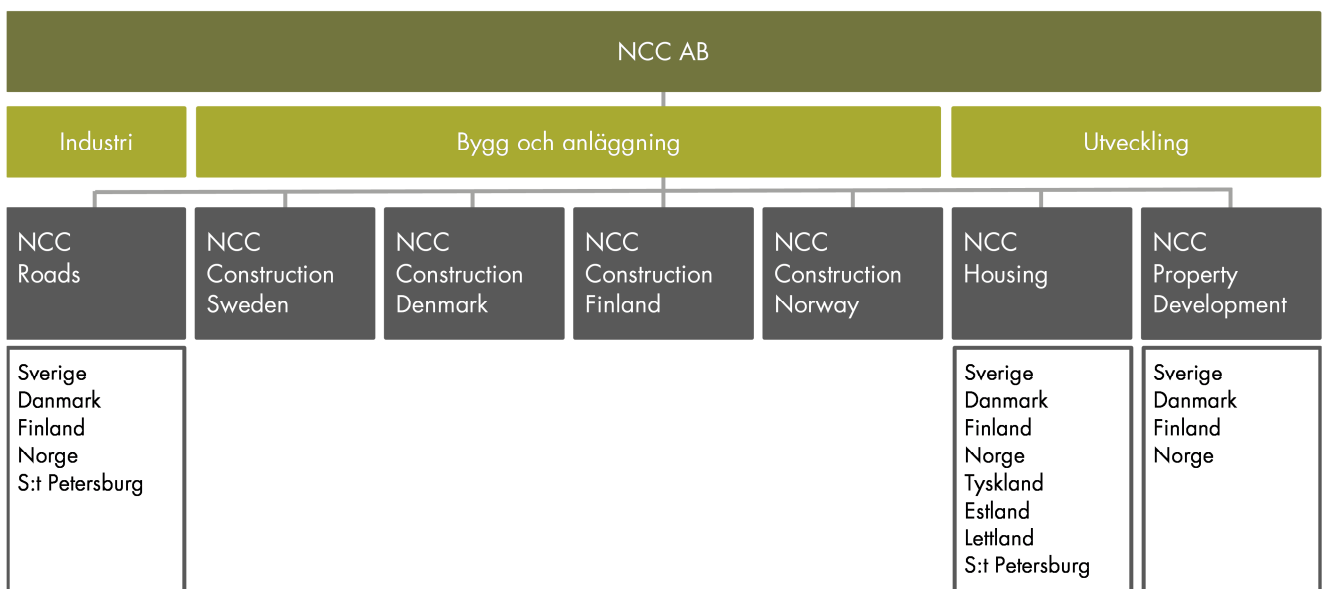 NCC AB
Industri
Bygg och anläggning
Utveckling
NCC
Roads
NCC
Construction
Sweden
NCC
Construction
Denmark
NCC
Construction
Finland
NCC
Construction
Norway
NCC
Housing
NCC
Property
Development
Sverige
Danmark
Finland
Norge
S:t Petersburg
Sverige
Danmark
Finland
Norge
Tyskland
Estland
Lettland
S:t Petersburg
Sverige
Danmark
Finland
Norge